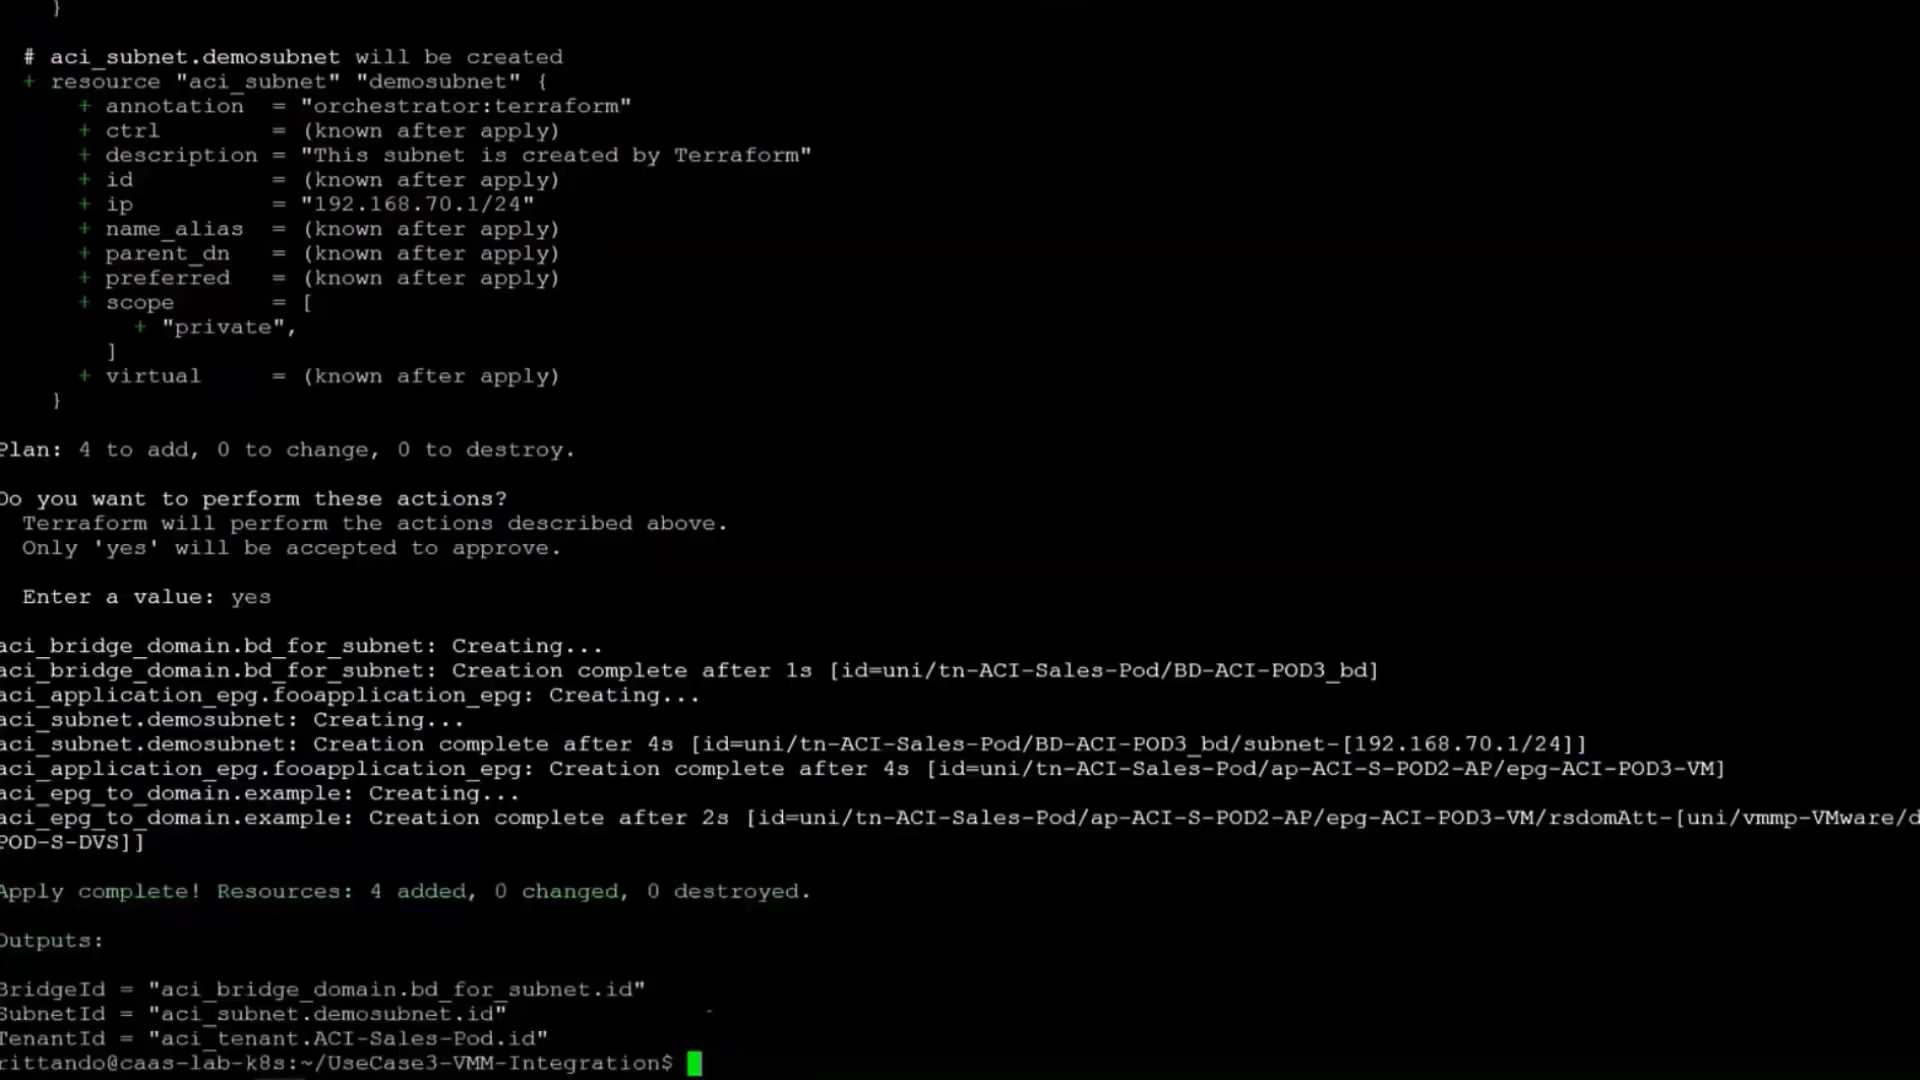 }
# aci_subnet.demosubnet will be created
+ resource "aci_subnet" "demosubnet" {
+ annotation = "orchestrator:terraform"
+ ctrl = (known after apply)
+ description = "This subnet is created by Terraform"
+ id = (known after apply)
+ ip = "192.168.70.1/24"
+ name_alias = (known after apply)
+ parent_dn = (known after apply)
+ preferred = (known after apply)
+ scope = [
+ "private",
]
+ virtual = (known after apply)
}
Plan: 4 to add, 0 to change, 0 to destroy.
Do you want to perform these actions?
Terraform will perform the actions described above.
Only 'yes' will be accepted to approve.
Enter a value: yes
aci_bridge_domain.bd_for_subnet: Creating...
aci_bridge_domain.bd_for_subnet: Creation complete after 1s [id=uni/tn-ACI-Sales-Pod/BD-ACI-POD3_bd]
aci_application_epg.fooapplication_epg: Creating...
aci_subnet.demosubnet: Creating...
aci_subnet.demosubnet: Creation complete after 4s [id=uni/tn-ACI-Sales-Pod/BD-ACI-POD3_bd/subnet-[192.168.70.1/24]]
aci_application_epg.fooapplication_epg: Creation complete after 4s [id=uni/tn-ACI-Sales-Pod/ap-ACI-S-POD2-AP/epg-ACI-POD3-VM]
aci_epg_to_domain.example: Creating...
aci_epg_to_domain.example: Creation complete after 2s [id=uni/tn-ACI-Sales-Pod/ap-ACI-S-POD2-AP/epg-ACI-POD3-VM/rsdomAtt-[uni/vmmp-VMware/d
POD-S-DVS]]
Apply complete! Resources: 4 added, 0 changed, 0 destroyed.
Outputs:
BridgeId = "aci_bridge_domain.bd_for_subnet.id"
SubnetId = "aci_subnet.demosubnet.id"
TenantId = "aci_tenant.ACI-Sales-Pod.id"
rittando@caas-lab-k8s:~/UseCase3-VMM-Integration$